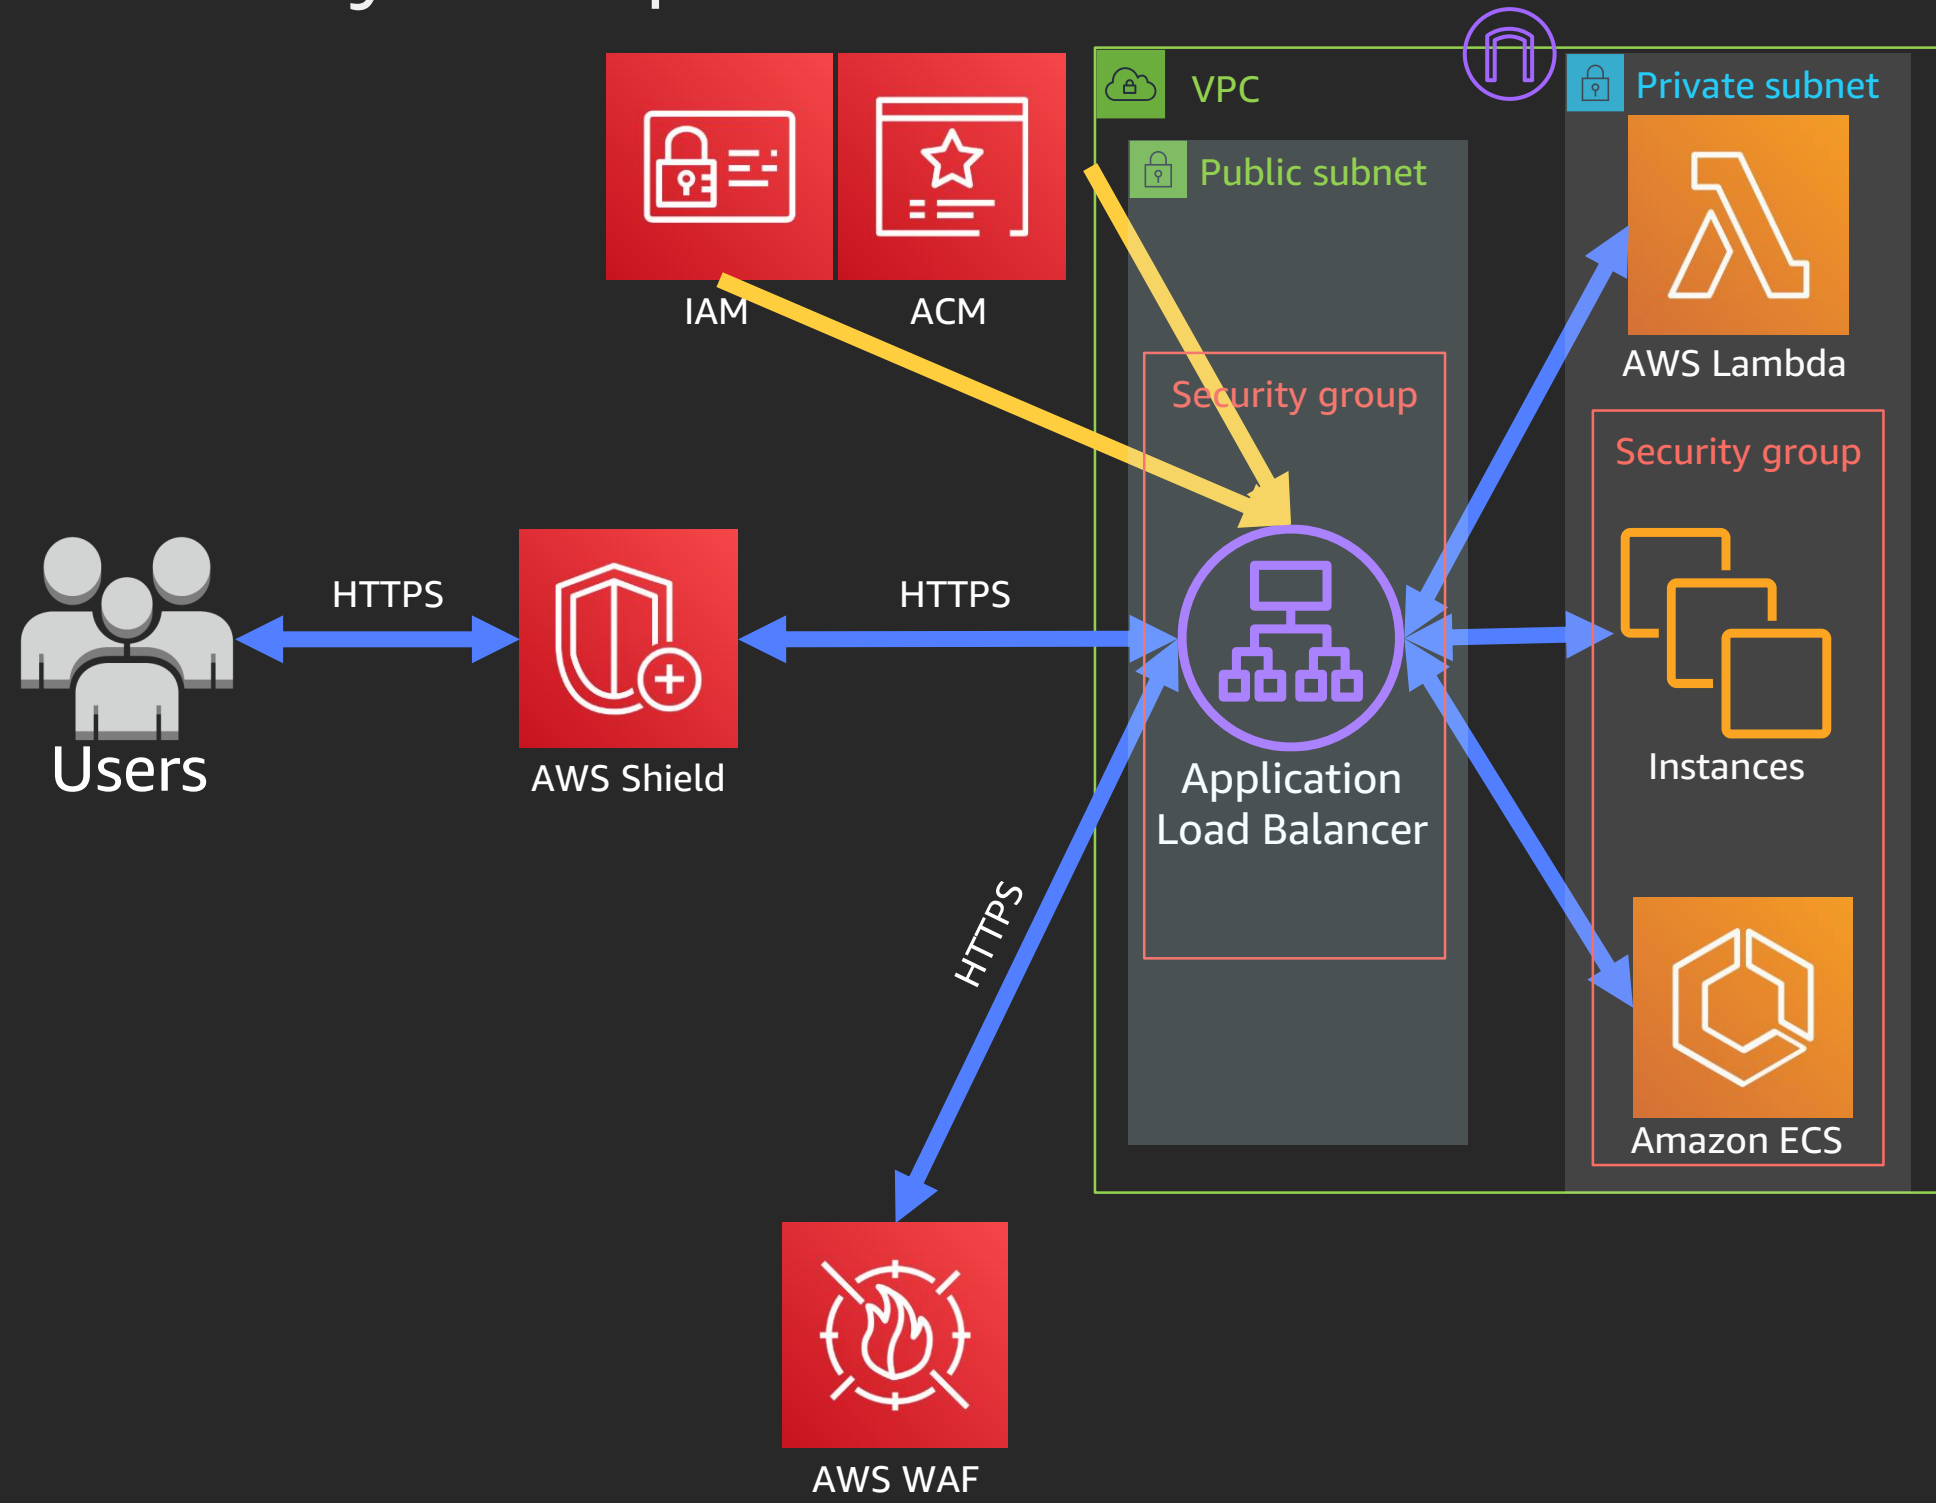 IAM
ACM
VPC
Public subnet
Private subnet
Security group
AWS Lambda
Security group
HTTPS
HTTPS
Users
AWS Shield
Application
Load Balancer
Instances
HTTPS
Amazon ECS
AWS WAF